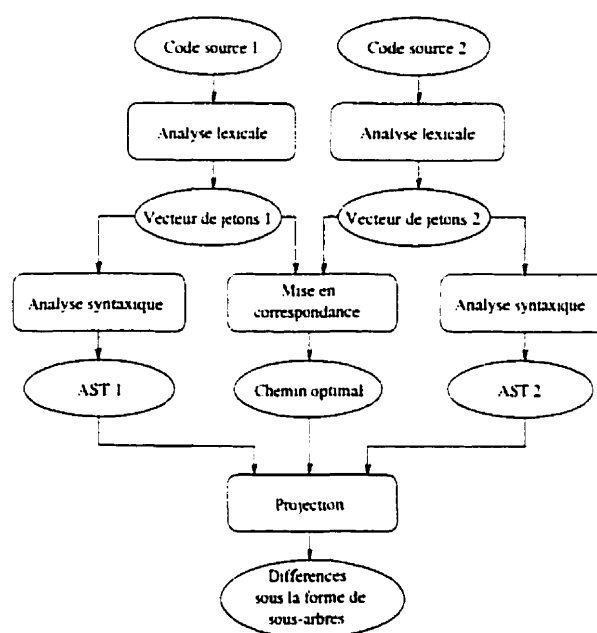 Code source 1
Code source 2
Analyse lexicale
Analyse lexicale
Vecteur de jetons 1
Vecteur de jetons 2
Analyse syntaxique
Mise en
correspondance
Analyse syntaxique
AST 1
Chemin optimal
AST 2
Projection
Differences
sous la forme de
sous-arbres